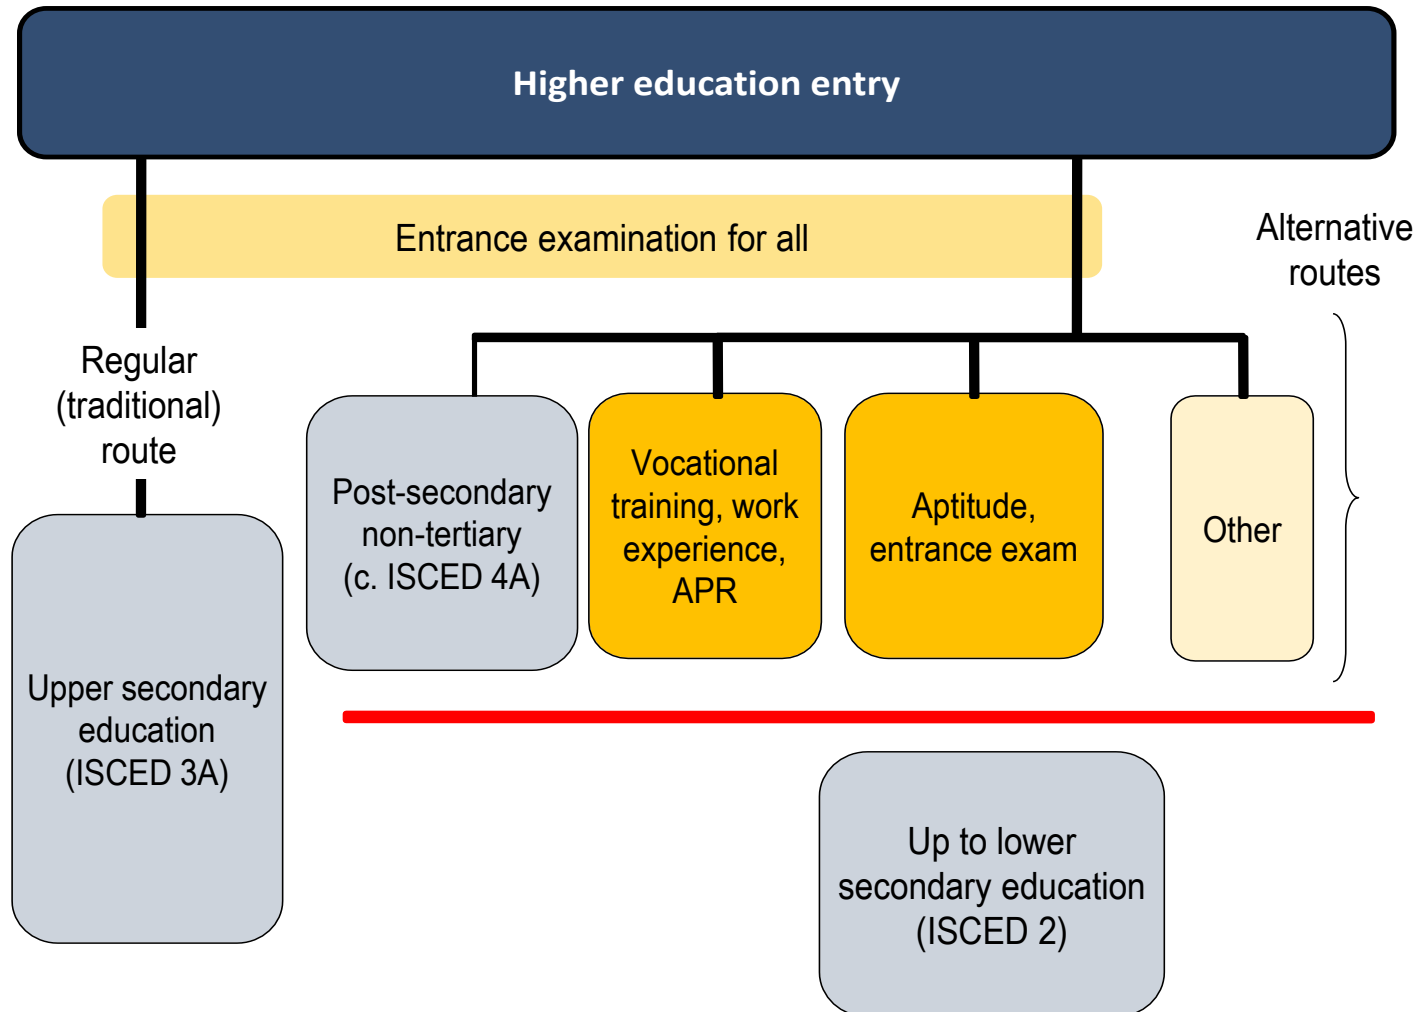 Higher education entry
Entrance examination for all
Alternative
routes
Regular
(traditional)
route
Post-secondary
non-tertiary
(c. ISCED 4A)
Vocational
training, work
experience,
APR
Aptitude,
entrance exam
Other
Upper secondary
education
(ISCED 3A)
Up to lower
secondary education
(ISCED 2)